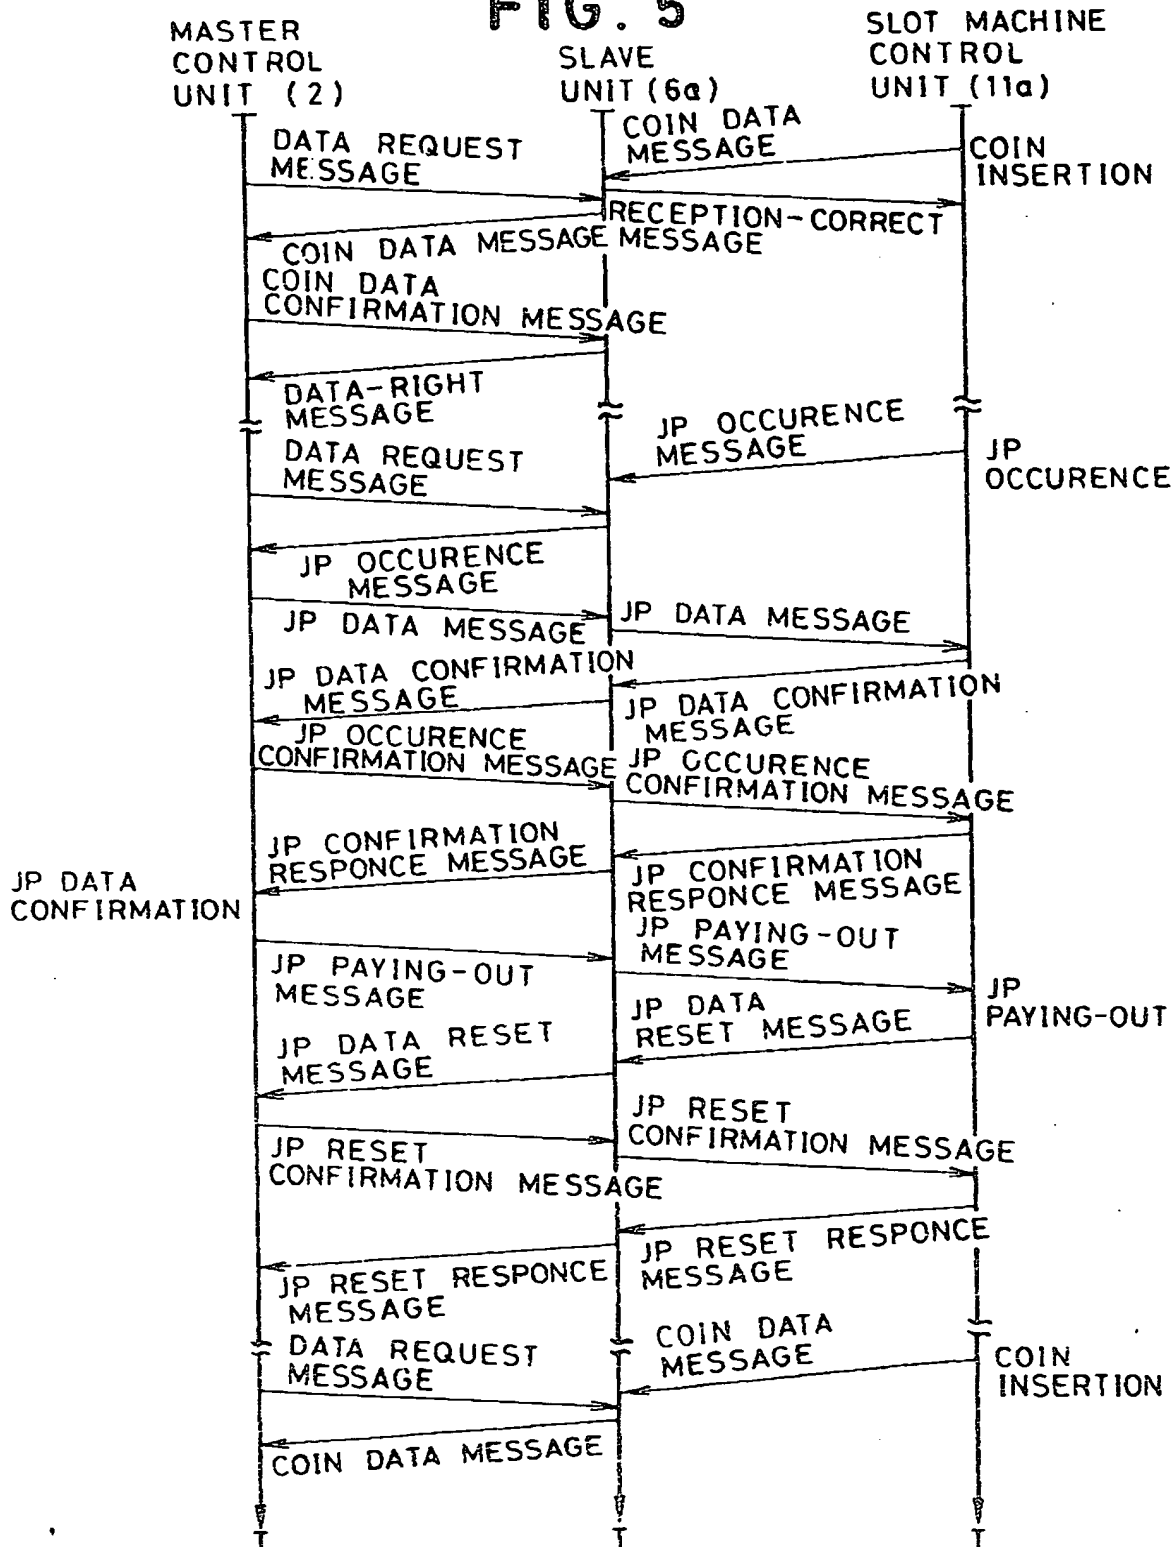 FIG. 5
MASTER
CONTROL
UNIT (2)
SLAVE
UNIT (6a)
SLOT MACHINE
CONTROL
UNIT (11a)
DATA REQUEST
MESSAGE
COIN DATA
MESSAGE
COIN
INSERTION
RECEPTION-CORRECT
MESSAGE
COIN DATA MESSAGE
COIN DATA
CONFIRMATION MESSAGE
DATA-RIGHT
MESSAGE
JP OCCURENCE
MESSAGE
JP
OCCURENCE
DATA REQUEST
MESSAGE
JP OCCURENCE
MESSAGE
JP DATA MESSAGE
JP DATA MESSAGE
JP DATA CONFIRMATION
MESSAGE
JP DATA CONFIRMATION
MESSAGE
JP OCCURENCE
CONFIRMATION MESSAGE
JP OCCURENCE
CONFIRMATION MESSAGE
JP CONFIRMATION
RESPONCE MESSAGE
JP CONFIRMATION
RESPONCE MESSAGE
JP DATA
CONFIRMATION
JP PAYING-OUT
MESSAGE
JP PAYING-OUT
MESSAGE
JP
PAYING-OUT
JP DATA
RESET MESSAGE
JP DATA RESET
MESSAGE
JP RESET
CONFIRMATION MESSAGE
JP RESET
CONFIRMATION MESSAGE
JP RESET RESPONCE
MESSAGE
JP RESET RESPONCE
MESSAGE
COIN DATA
MESSAGE
COIN
INSERTION
DATA REQUEST
MESSAGE
COIN DATA MESSAGE
T
T
T